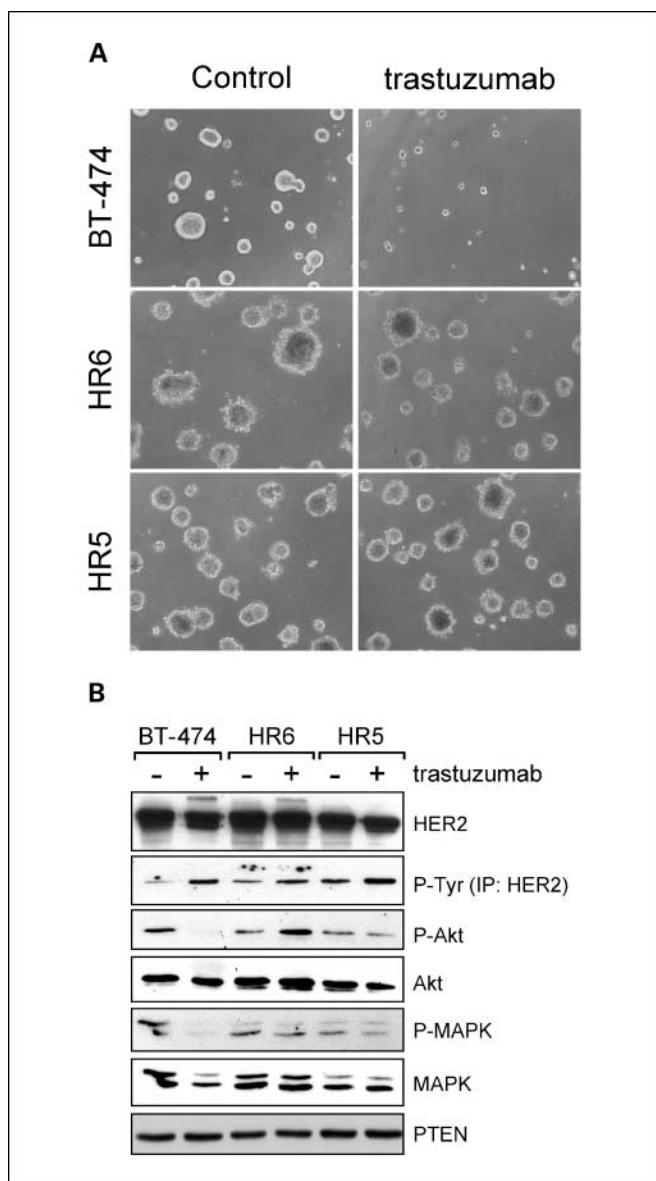 A
Control trastuzumab
BT-474
HR6
HR5
B
BT-474 HR6 HR5
- + - + - + trastuzumab
HER2
P-Tyr (IP: HER2)
P-Akt
Akt
P-MAPK
MAPK
PTEN